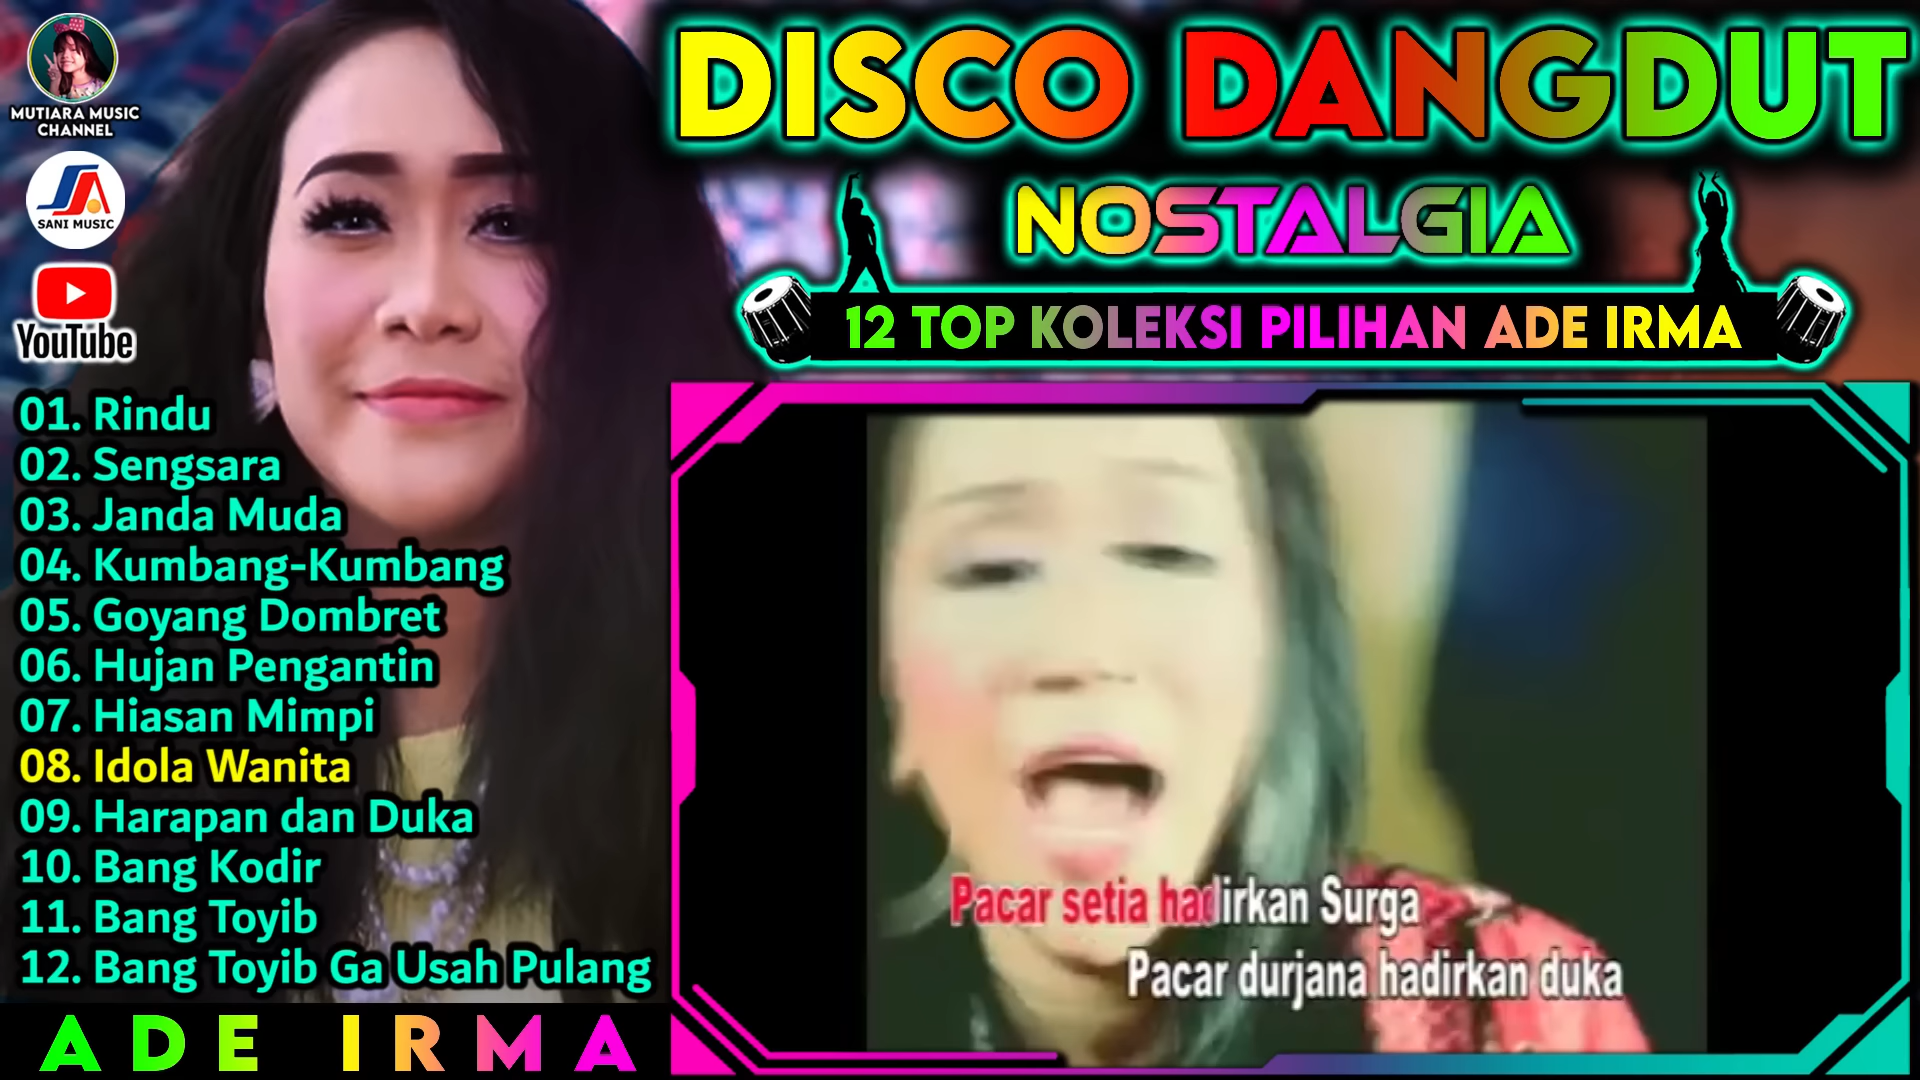 MUTIARA MUSIC
CHANNEL
SANI MUSIC
YouTube
DISCO DANGDUT
NOSTALGIA
12 TOP KOLEKSI PILIHAN ADE IRMA
01. Rindu
02. Sengsara
03. Janda Muda
04. Kumbang-Kumbang
05. Goyang Dombret
06. Hujan Pengantin
07. Hiasan Mimpi
08. Idola Wanita
09. Harapan dan Duka
10. Bang Kodir
11. Bang Toyib
12. Bang Toyib Ga Usah Pulang
ADE IRMA
Pacar setia hadirkan Surga
Pacar durjana hadirkan duka